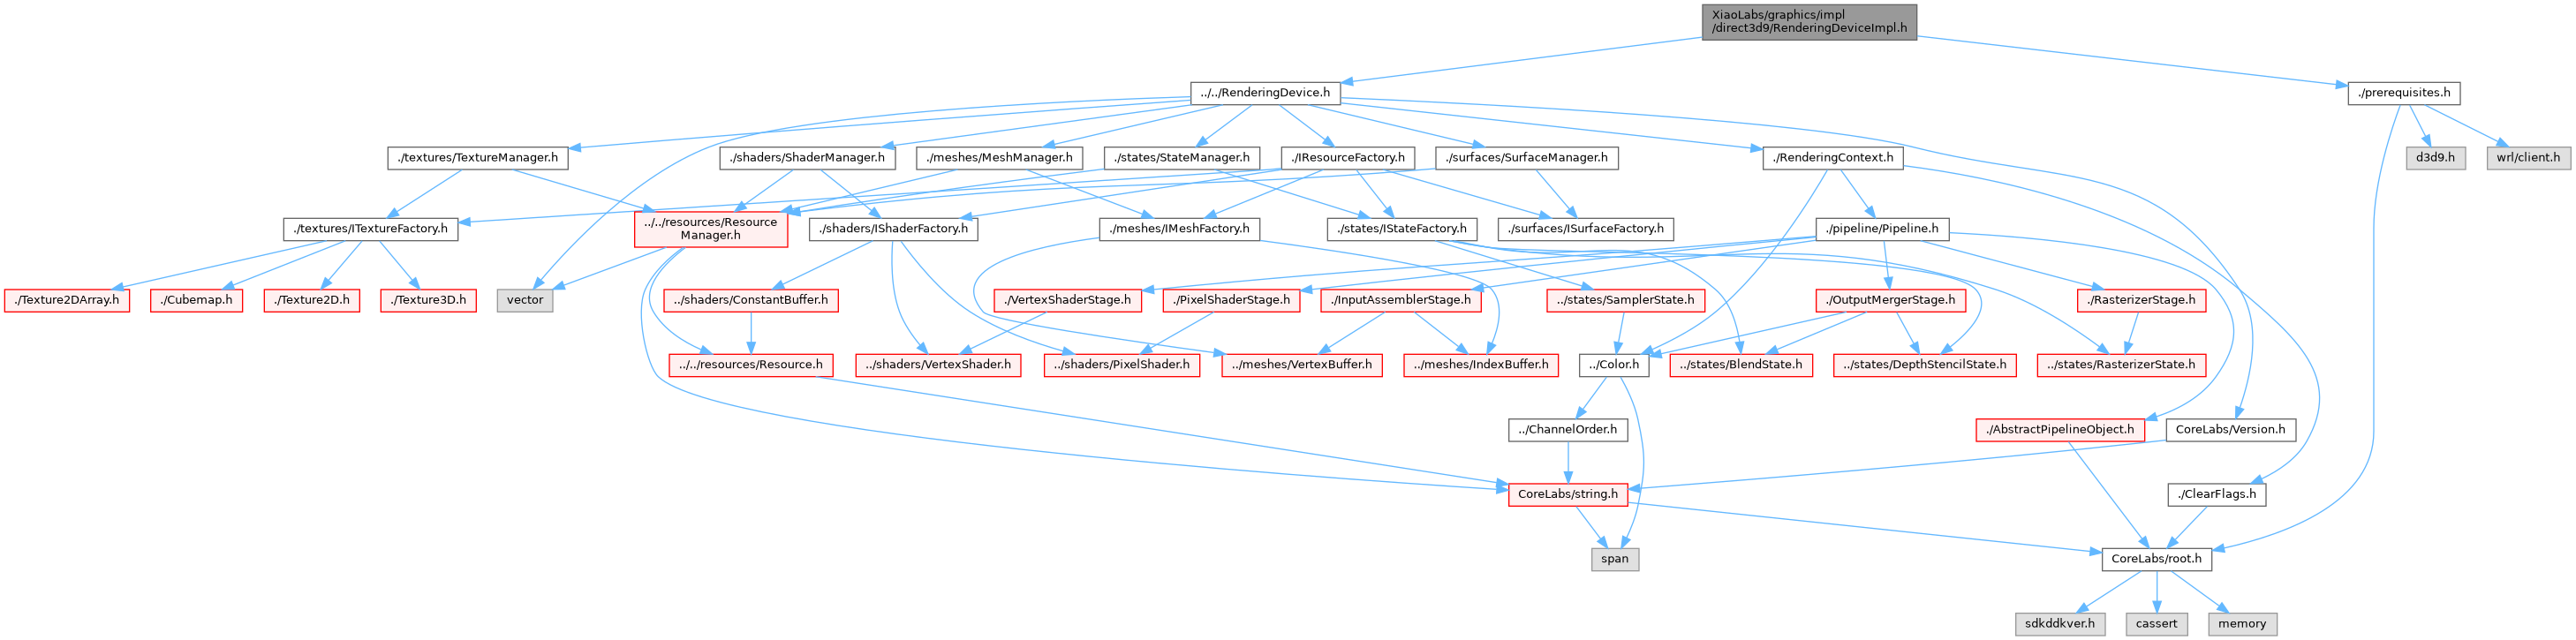 XiaoLabs/graphics/impl
/direct3d9/RenderingDeviceImpl.h
../../RenderingDevice.h
./prerequisites.h
./textures/TextureManager.h
./shaders/ShaderManager.h
./meshes/MeshManager.h
./states/StateManager.h
./IResourceFactory.h
./surfaces/SurfaceManager.h
./RenderingContext.h
d3d9.h
wrl/client.h
./textures/ITextureFactory.h
../../resources/Resource
Manager.h
./shaders/IShaderFactory.h
./meshes/IMeshFactory.h
./states/IStateFactory.h
./surfaces/ISurfaceFactory.h
./pipeline/Pipeline.h
./Texture2DArray.h
./Cubemap.h
./Texture2D.h
./Texture3D.h
vector
../shaders/ConstantBuffer.h
./VertexShaderStage.h
./PixelShaderStage.h
./InputAssemblerStage.h
../states/SamplerState.h
./OutputMergerStage.h
./RasterizerStage.h
../../resources/Resource.h
../shaders/VertexShader.h
../shaders/PixelShader.h
../meshes/VertexBuffer.h
../meshes/IndexBuffer.h
../Color.h
../states/BlendState.h
../states/DepthStencilState.h
../states/RasterizerState.h
../ChannelOrder.h
./AbstractPipelineObject.h
CoreLabs/Version.h
CoreLabs/string.h
./ClearFlags.h
span
CoreLabs/root.h
sdkddkver.h
cassert
memory